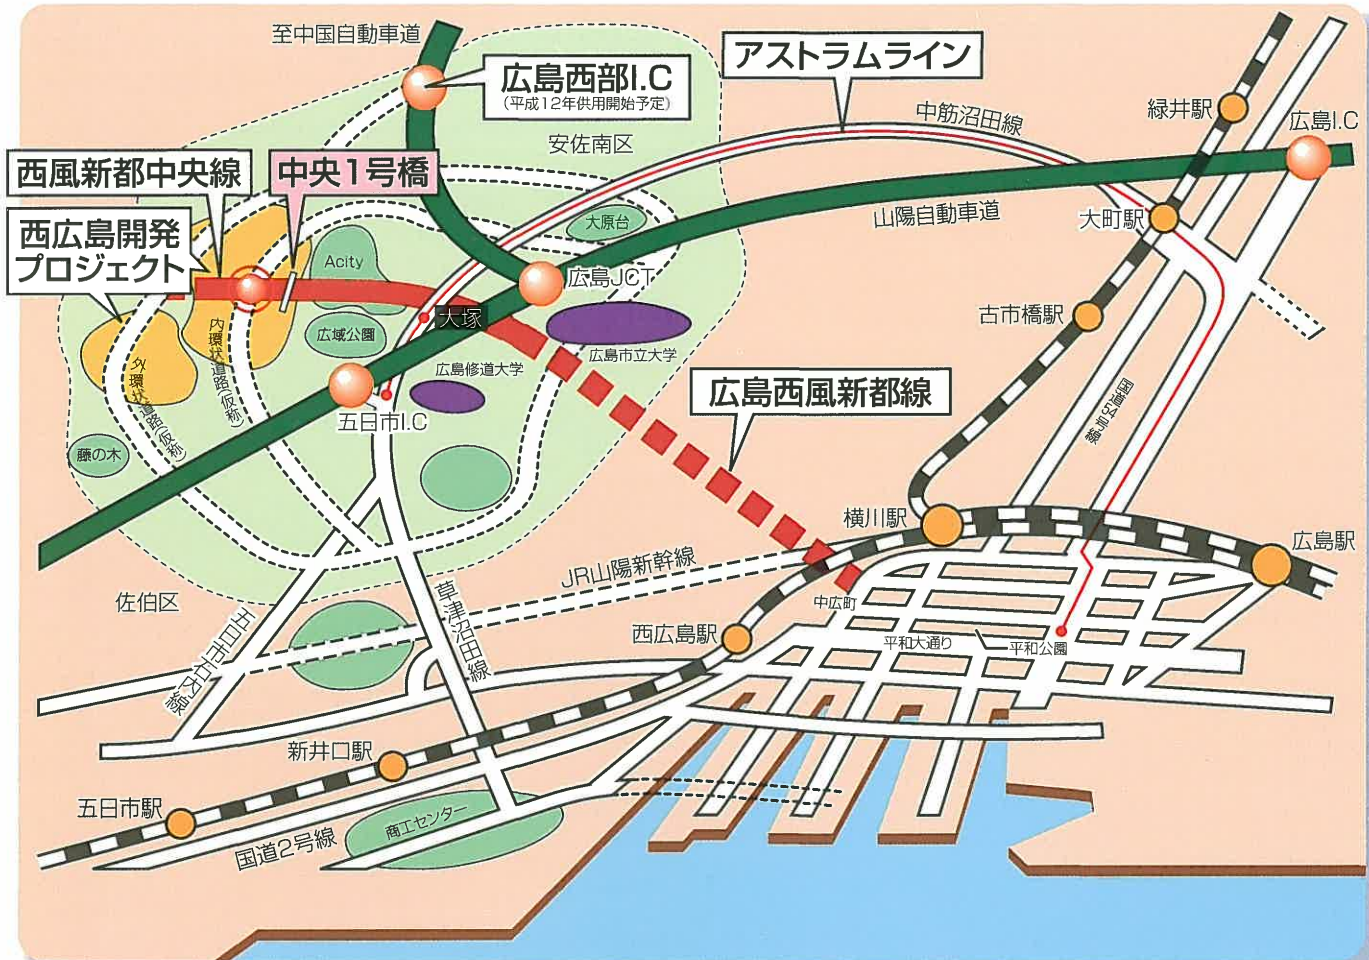 至中国自動車道
広島西部I.C
(平成12年供用開始予定)
アストラムライン
中筋沼田線
緑井駅
広島I.C
安佐南区
西風新都中央線
中央1号橋
西広島開発
プロジェクト
大原台
山陽自動車道
大町駅
Acity
広島JCT
大塚
古市橋駅
内環状道路(仮称)
広域公園
広島市立大学
外環状道路(仮称)
広島修道大学
広島西風新都線
五日市I.C
国道54号線
藤の木
横川駅
広島駅
JR山陽新幹線
佐伯区
草津沼田線
中広町
五日市石内線
西広島駅
平和大通り
平和公園
新井口駅
五日市駅
商工センター
国道2号線